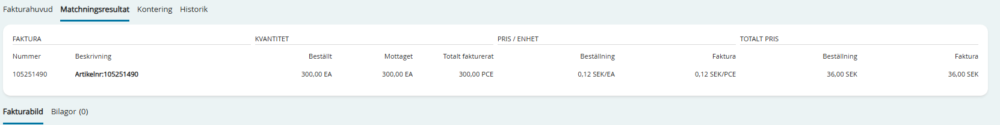 Fakturahuvud Matchningsresultat Kontering Historik
FAKTURA KVANTITET PRIS / ENHET TOTALT PRIS
Nummer Beskrivning Beställt Mottaget Totalt fakturerat Beställning Faktura Beställning Faktura
105251490 Artikelnr:105251490 300,00 EA 300,00 EA 300,00 PCE 0,12 SEK/EA 0,12 SEK/PCE 36,00 SEK 36,00 SEK
Fakturabild Bilagor (0)